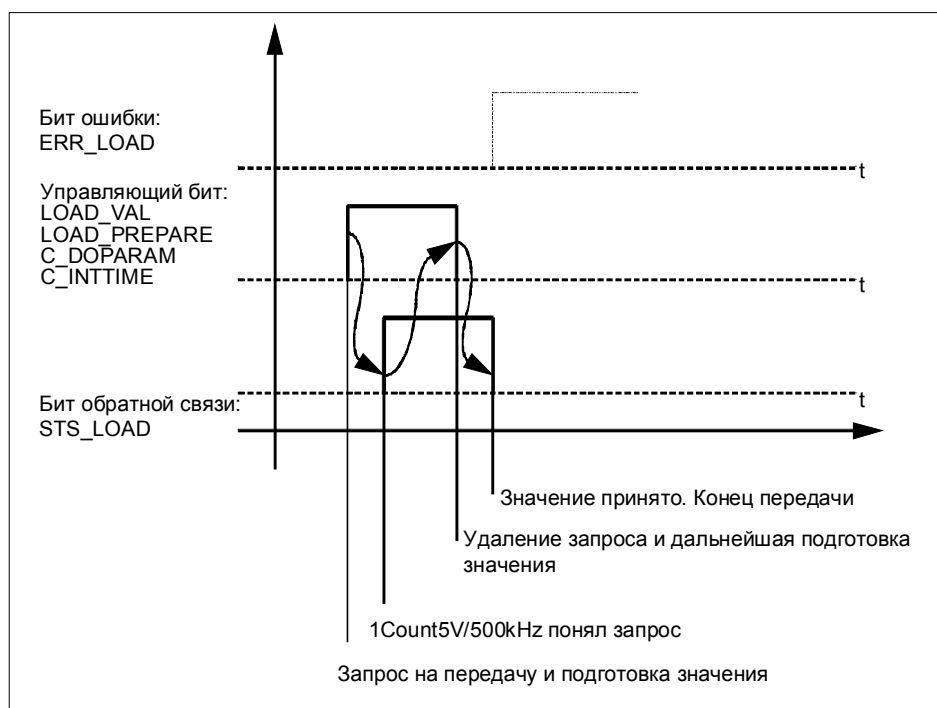 Бит ошибки:
ERR_LOAD
t
Управляющий бит:
LOAD_VAL
LOAD_PREPARE
C_DOPARAM
C_INTTIME
t
t
Бит обратной связи:
STS_LOAD
Значение принято. Конец передачи
Удаление запроса и дальнейшая подготовка
значения
1Count5V/500kHz понял запрос
Запрос на передачу и подготовка значения